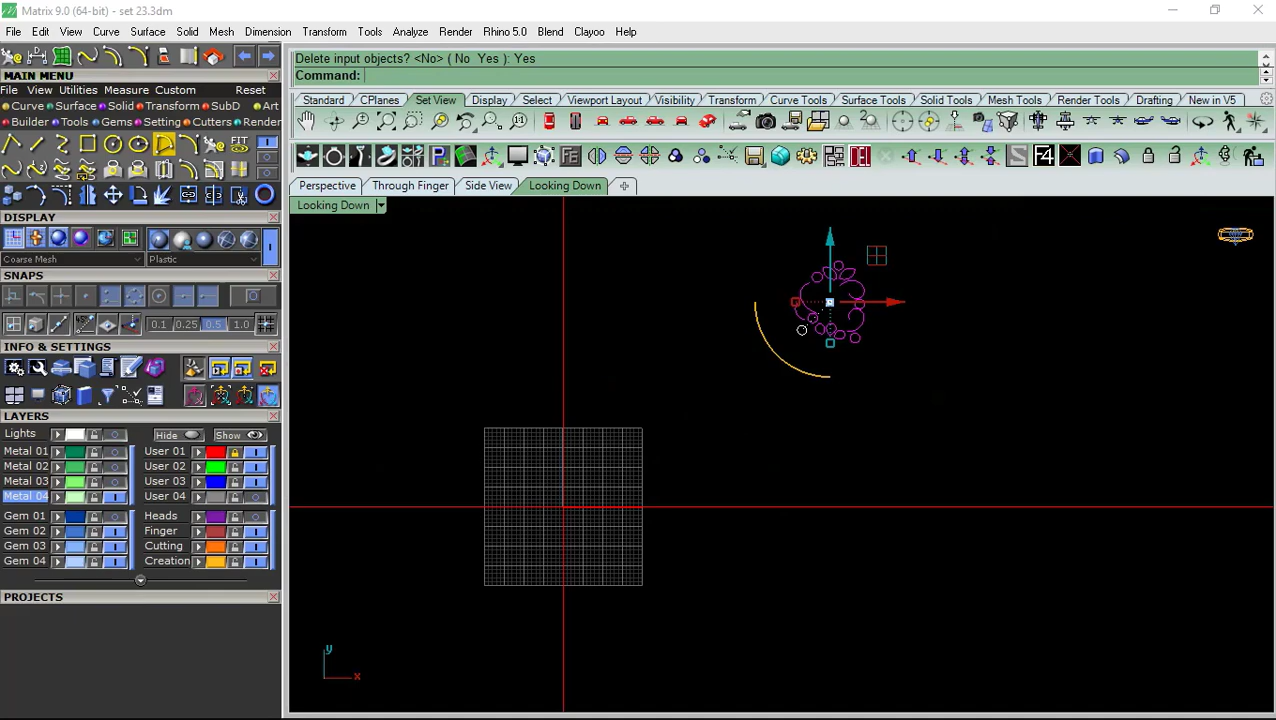 Matrix 9.0 (64-bit) - set 23.3dm
File Edit View Curve Surface Solid Mesh Dimension Transform Tools Analyze Render Rhino 5.0 Blend Clayoo Help
Delete input objects? <No> ( No Yes ): Yes
Command:
MAIN MENU
File View Utilities Measure Custom Reset
Curve Surface Solid Transform SubD Art
Builder Tools Gems Setting Cutters Render
Standard CPlanes Set View Display Select Viewport Layout Visibility Transform Curve Tools Surface Tools Solid Tools Mesh Tools Render Tools Drafting New in V5
Perspective Through Finger Side View Looking Down
Looking Down
DISPLAY
Coarse Mesh Plastic
SNAPS
0.1 0.25 0.5 1.0
INFO & SETTINGS
LAYERS
Lights Hide Show
Metal 01 User 01
Metal 02 User 02
Metal 03 User 03
Metal 04 User 04
Gem 01 Heads
Gem 02 Finger
Gem 03 Cutting
Gem 04 Creation
PROJECTS
FIT
F4
y
x